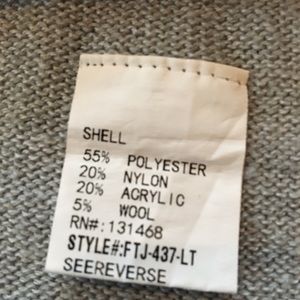 SHELL
55% POLYESTER
20% NYLON
20% ACRYLIC
5% WOOL
RN#:131468
STYLE#:FTJ-437-LT
SEEREVERSE